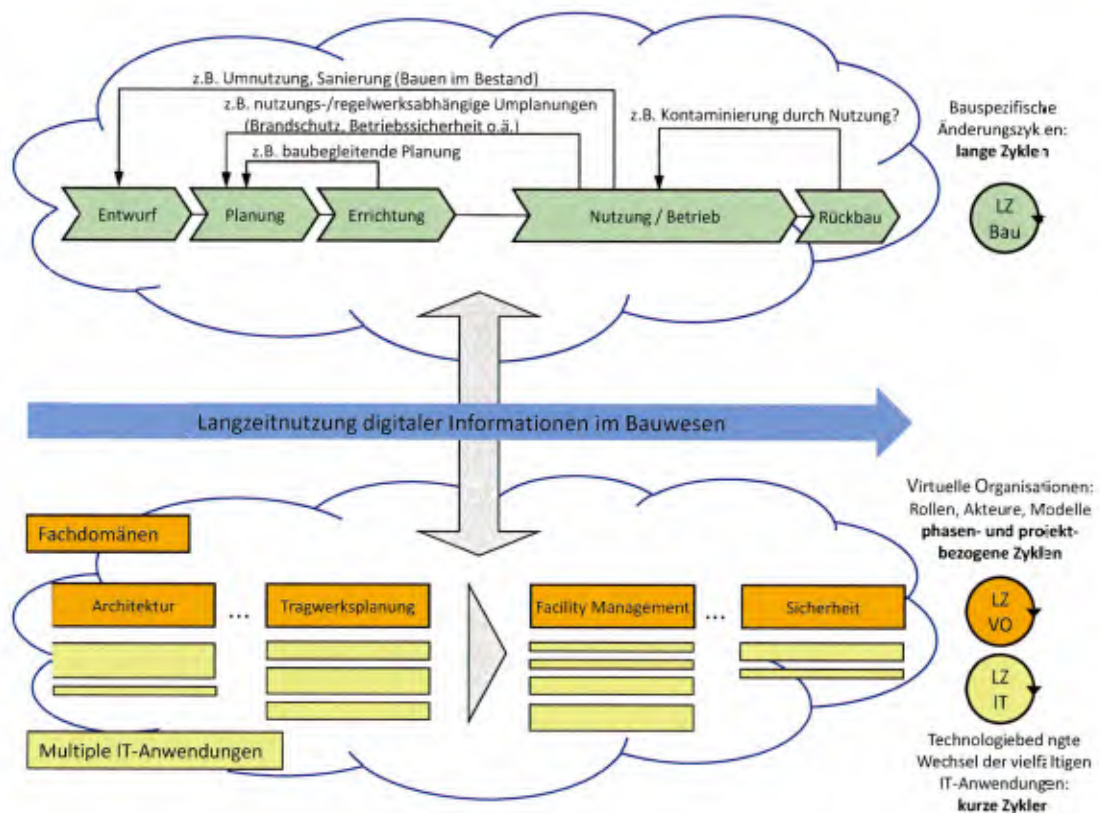 z.B. Umnutzung, Sanierung (Bauen im Bestand)
z.B. nutzungs-/regelwerksabhängige Umplanungen
(Brandschutz, Betriebssicherheit o.ä.)
z.B. baubegleitende Planung
z.B. Kontaminierung durch Nutzung?
Bauspezifische
Änderungszyklen:
lange Zyklen
Entwurf
Planung
Errichtung
Nutzung / Betrieb
Rückbau
LZ
Bau
Langzeitnutzung digitaler Informationen im Bauwesen
Virtuelle Organisationen:
Rollen, Akteure, Modelle
phasen- und projekt-
bezogene Zyklen
Fachdomänen
Architektur
...
Tragwerksplanung
Facility Management
...
Sicherheit
LZ
VO
LZ
IT
Multiple IT-Anwendungen
Technologiebedingte
Wechsel der vielfältigen
IT-Anwendungen:
kurze Zyklen